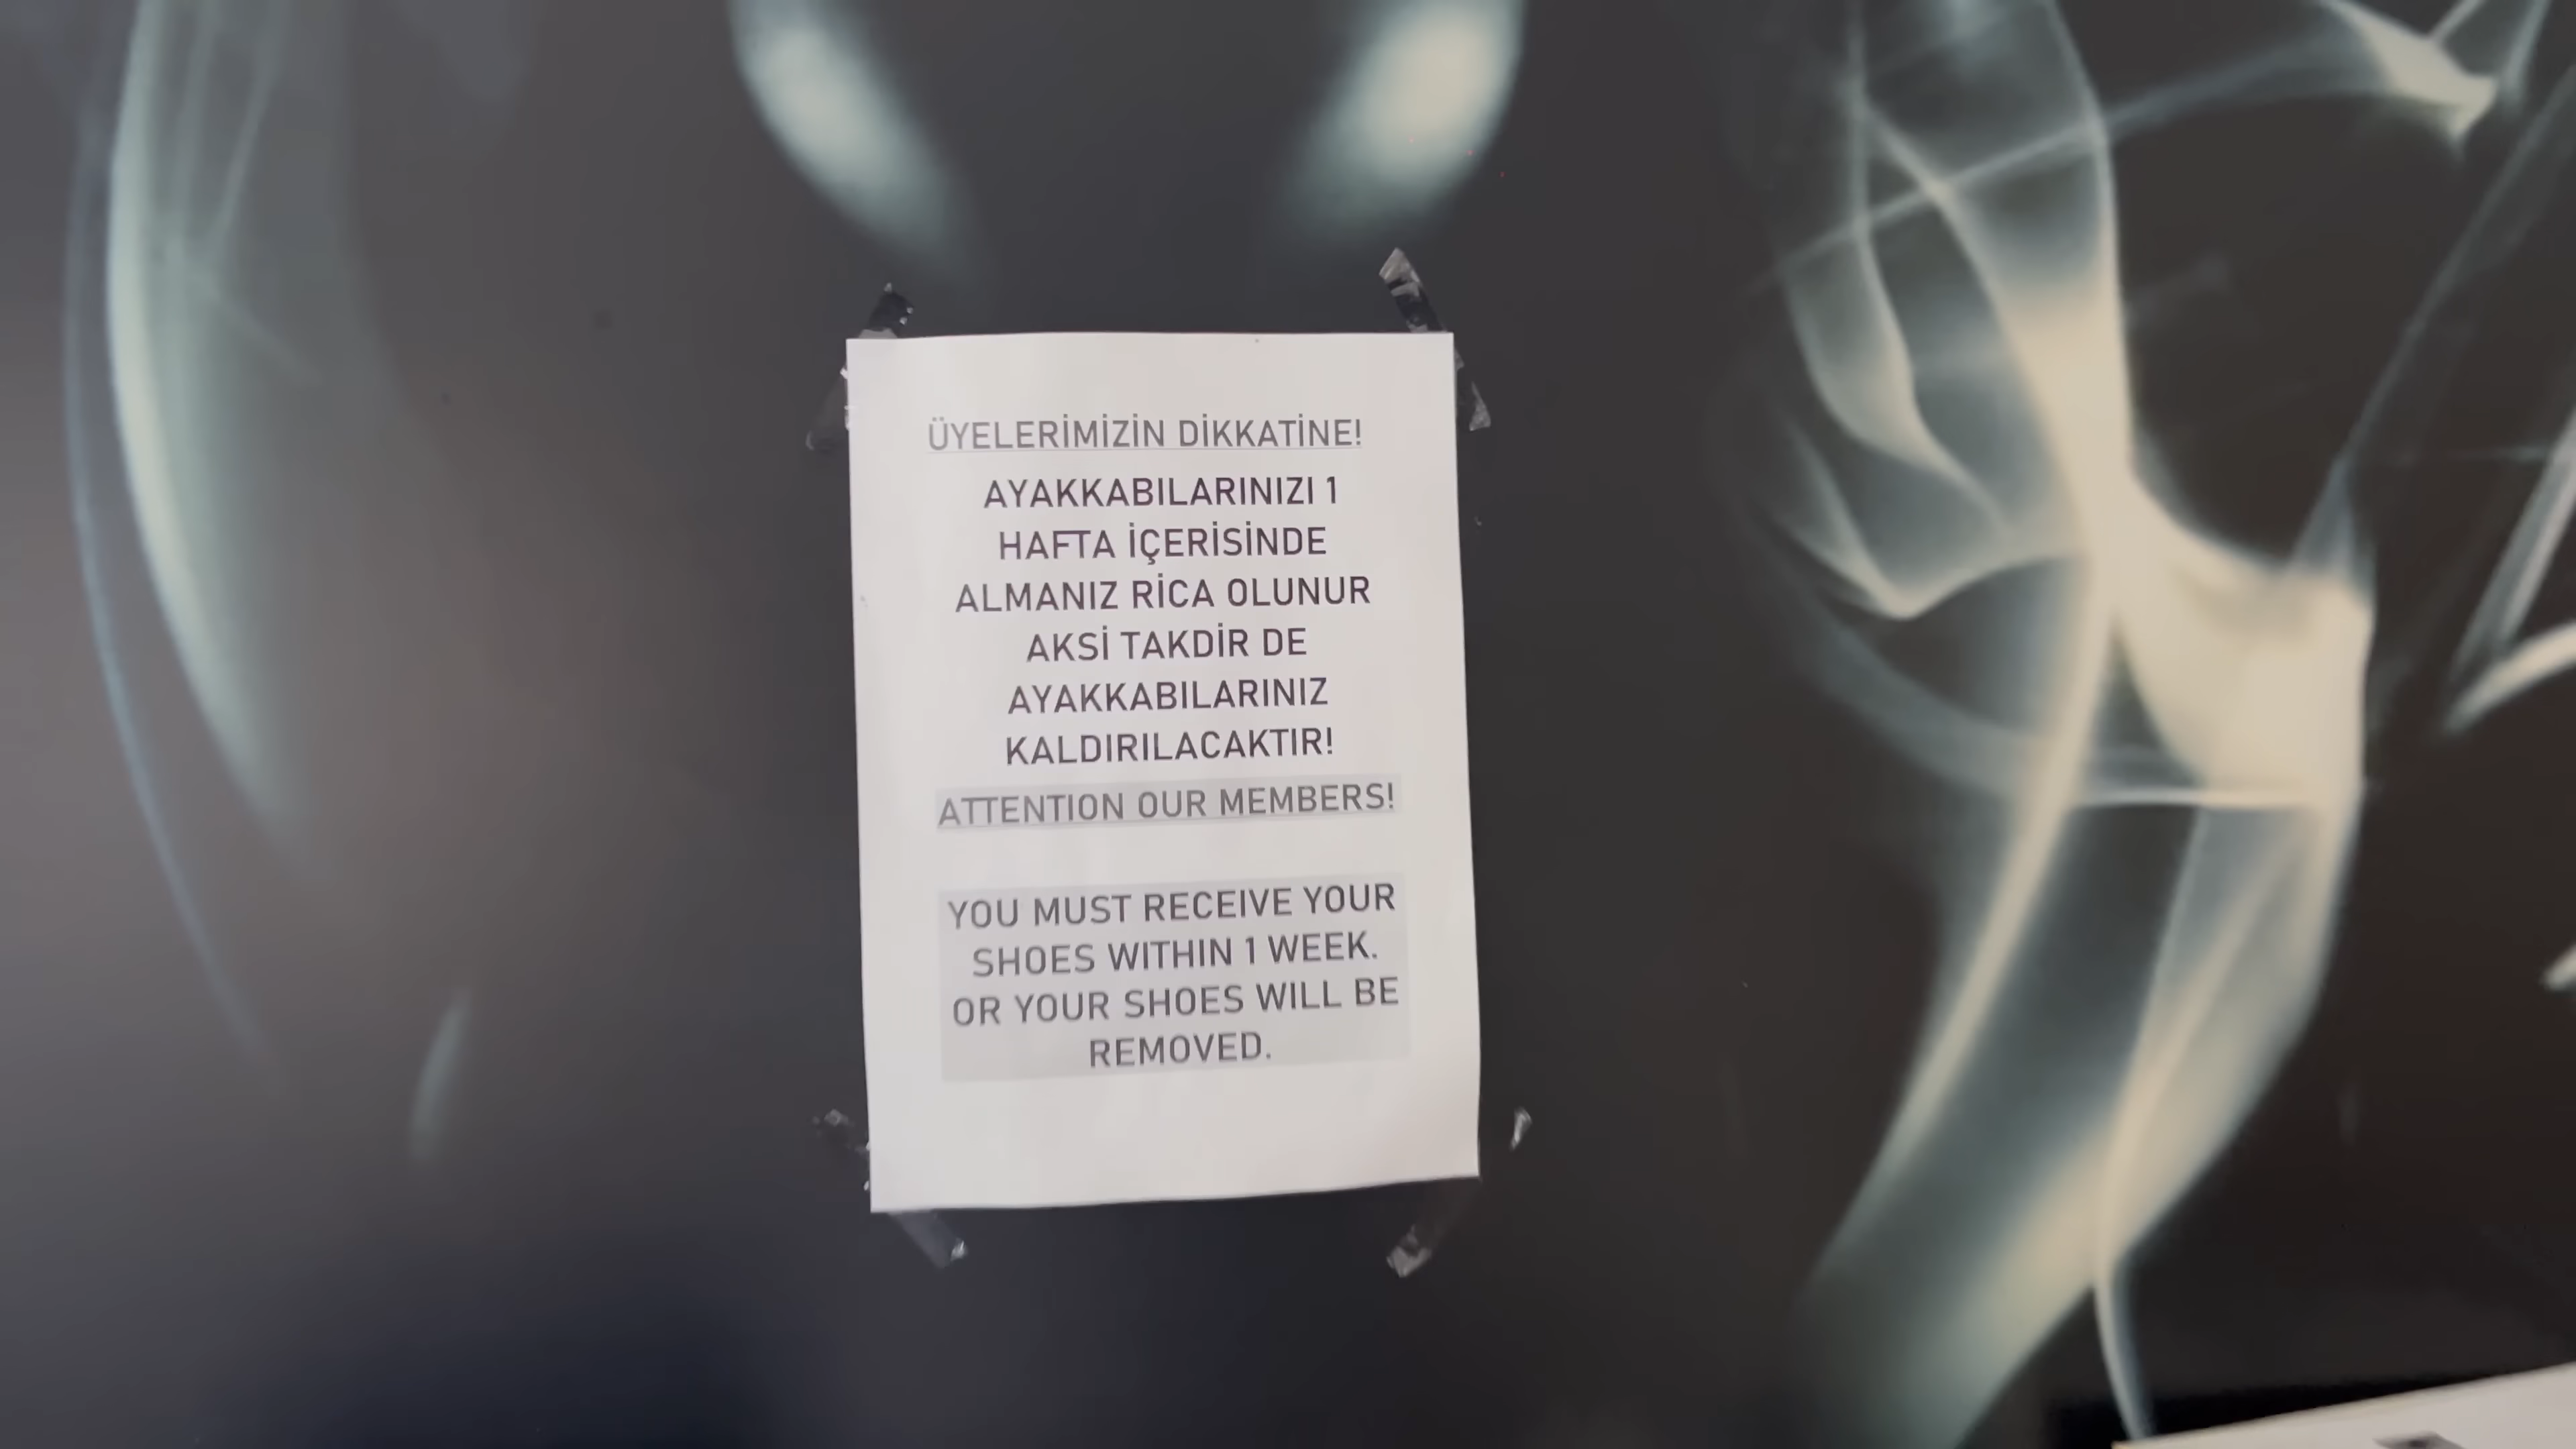 ÜYELERİMİZİN DİKKATİNE!
AYAKKABILARINIZI 1
HAFTA İÇERİSİNDE
ALMANIZ RİCA OLUNUR
AKSİ TAKDİR DE
AYAKKABILARINIZ
KALDIRILACAKTIR!
ATTENTION OUR MEMBERS!
YOU MUST RECEIVE YOUR
SHOES WITHIN 1 WEEK.
OR YOUR SHOES WILL BE
REMOVED.